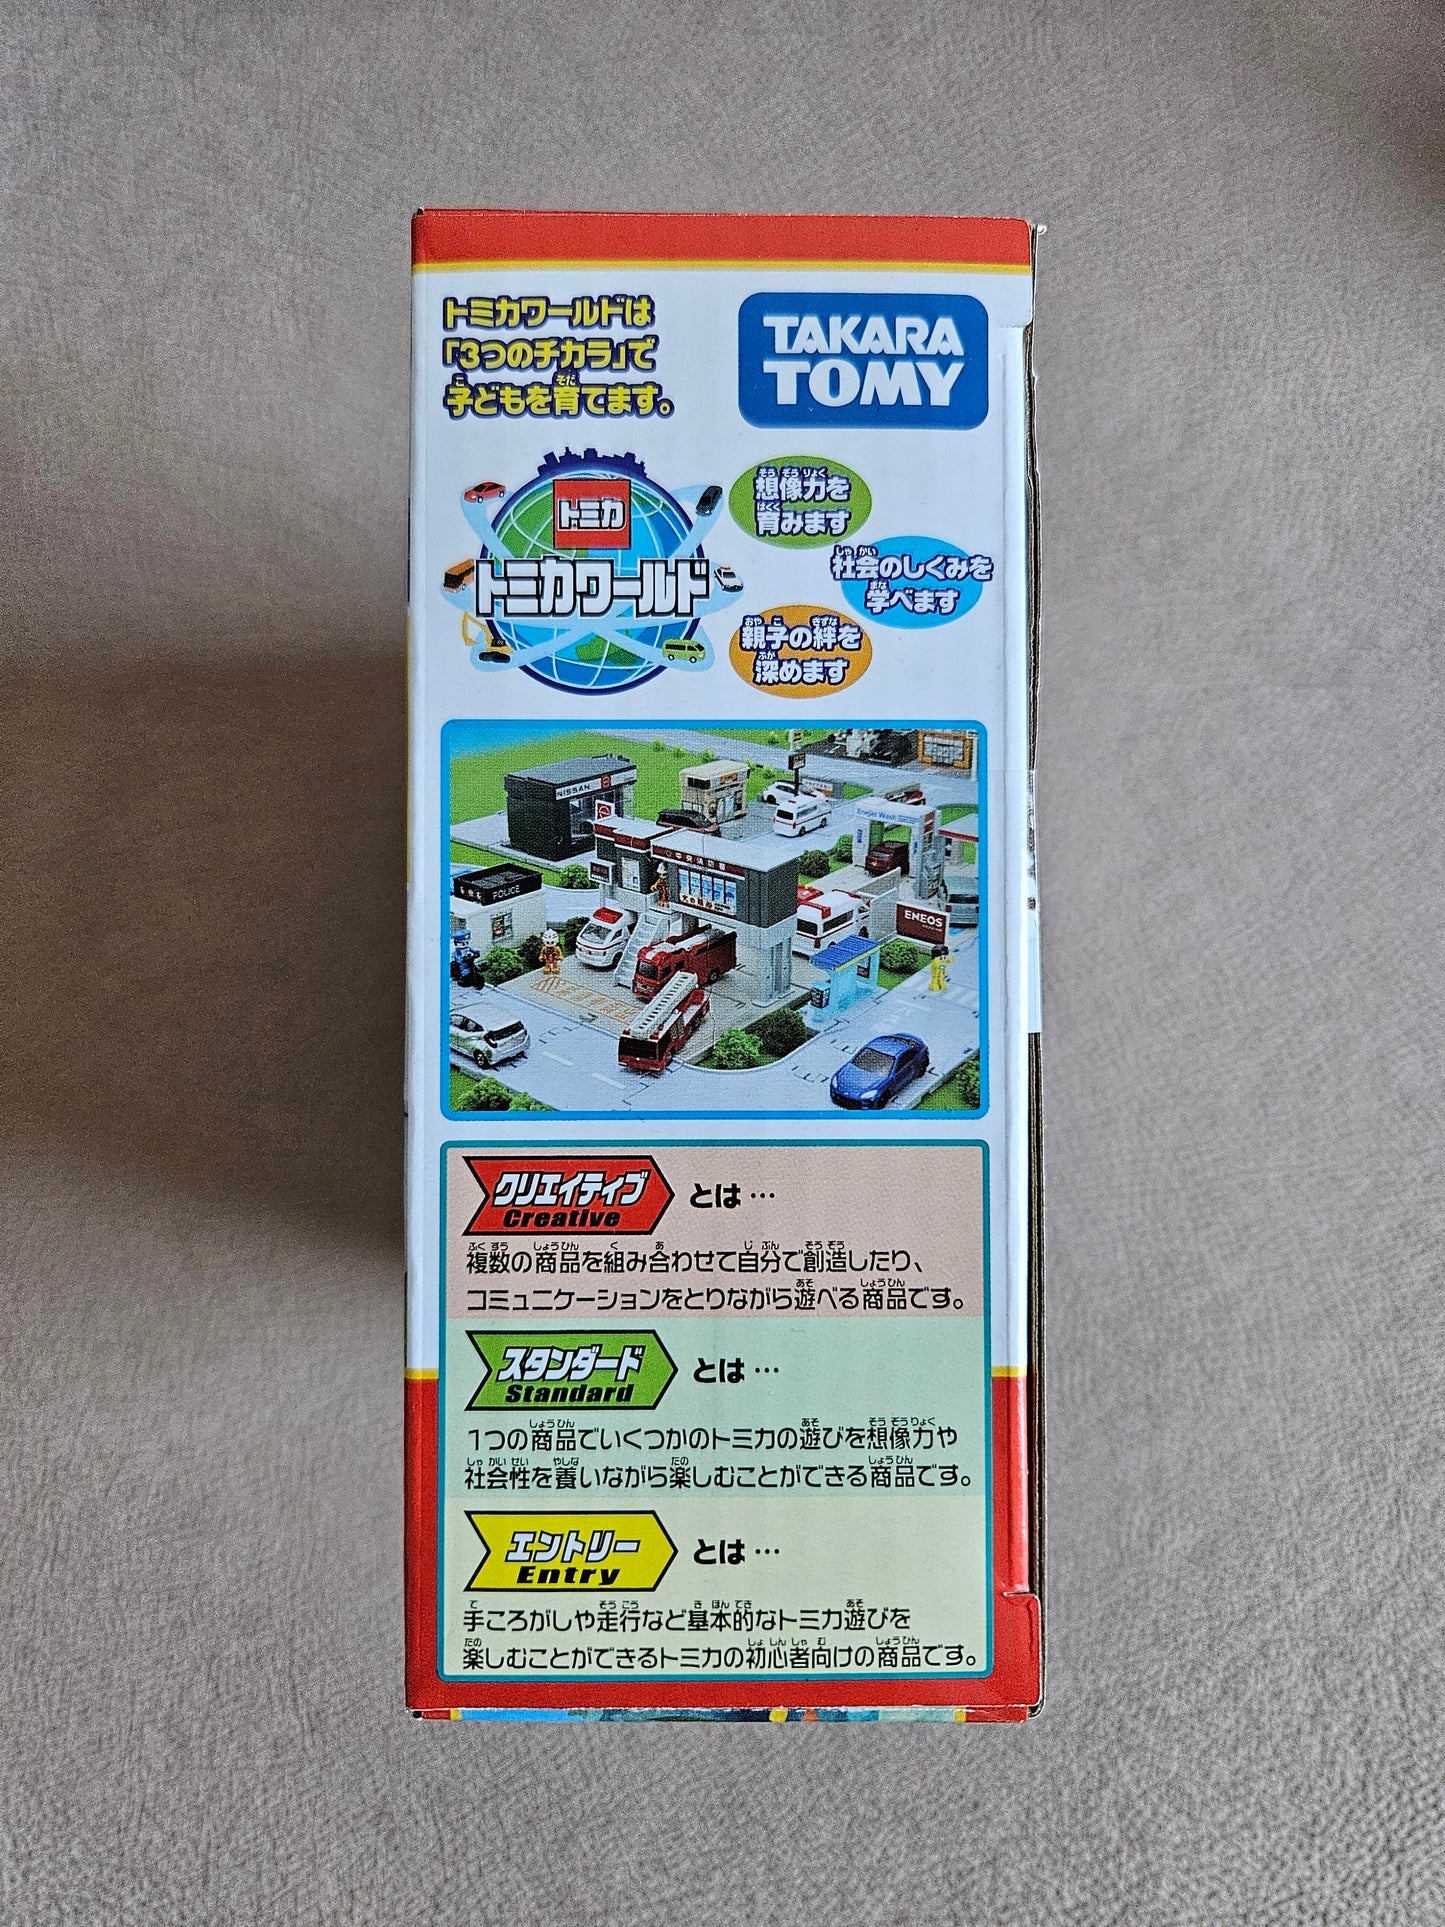 トミカワールドは
「3つのチカラ」で
子どもを育てます。
TAKARA
TOMY
トミカ
トミカワールド
想像力を
育みます
社会のしくみを
学べます
親子の絆を
深めます
NISSAN
Enejet Wash
中央消防署
POLICE
ENEOS
クリエイティブ
Creative
とは…
複数の商品を組み合わせて自分で創造したり、
コミュニケーションをとりながら遊べる商品です。
スタンダード
Standard
とは…
1つの商品でいくつかのトミカの遊びを想像力や
社会性を養いながら楽しむことができる商品です。
エントリー
Entry
とは…
手ころがしや走行など基本的なトミカ遊びを
楽しむことができるトミカの初心者向けの商品です。